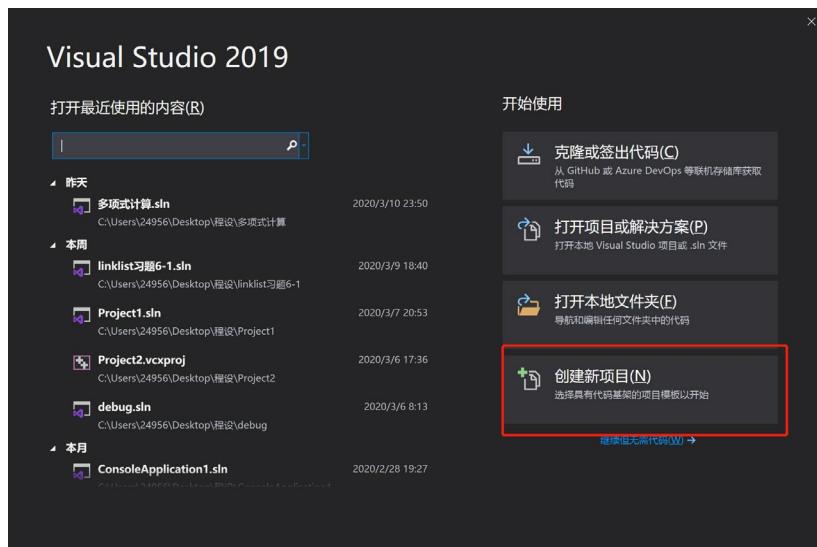 Visual Studio 2019
打开最近使用的内容(R)
昨天
多项式计算.sln 2020/3/10 23:50
C:\Users\24956\Desktop\程设\多项式计算
本周
linklist习题6-1.sln 2020/3/9 18:40
C:\Users\24956\Desktop\程设\linklist习题6-1
Project1.sln 2020/3/7 20:53
C:\Users\24956\Desktop\程设\Project1
Project2.vcxproj 2020/3/6 17:36
C:\Users\24956\Desktop\程设\Project2
debug.sln 2020/3/6 8:13
C:\Users\24956\Desktop\程设\debug
本月
ConsoleApplication1.sln 2020/2/28 19:27
开始使用
克隆或签出代码(C)
从 GitHub 或 Azure DevOps 等联机存储库获取
代码
打开项目或解决方案(P)
打开本地 Visual Studio 项目或 .sln 文件
打开本地文件夹(F)
导航和编辑任何文件夹中的代码
创建新项目(N)
选择具有代码基架的项目模板以开始
继续但无需代码(W) →